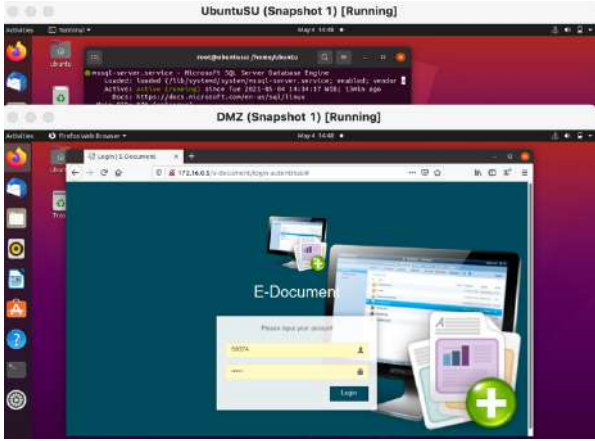 UbuntuSU (Snapshot 1) [Running]
Activities Terminal May 4 14:48
root@ubuntusu: /home/ubuntu
mssql-server.service - Microsoft SQL Server Database Engine
Loaded: loaded (/lib/systemd/system/mssql-server.service; enabled; vendor
Active: active (running) since Tue 2021-05-04 14:34:17 WIB; 13min ago
Docs: https://docs.microsoft.com/en-us/sql/linux
DMZ (Snapshot 1) [Running]
Activities Firefox Web Browser May 4 14:48
Login | E-Document
172.16.0.5/e-document/login-autentikasi#
E-Document
Please input your account
Login